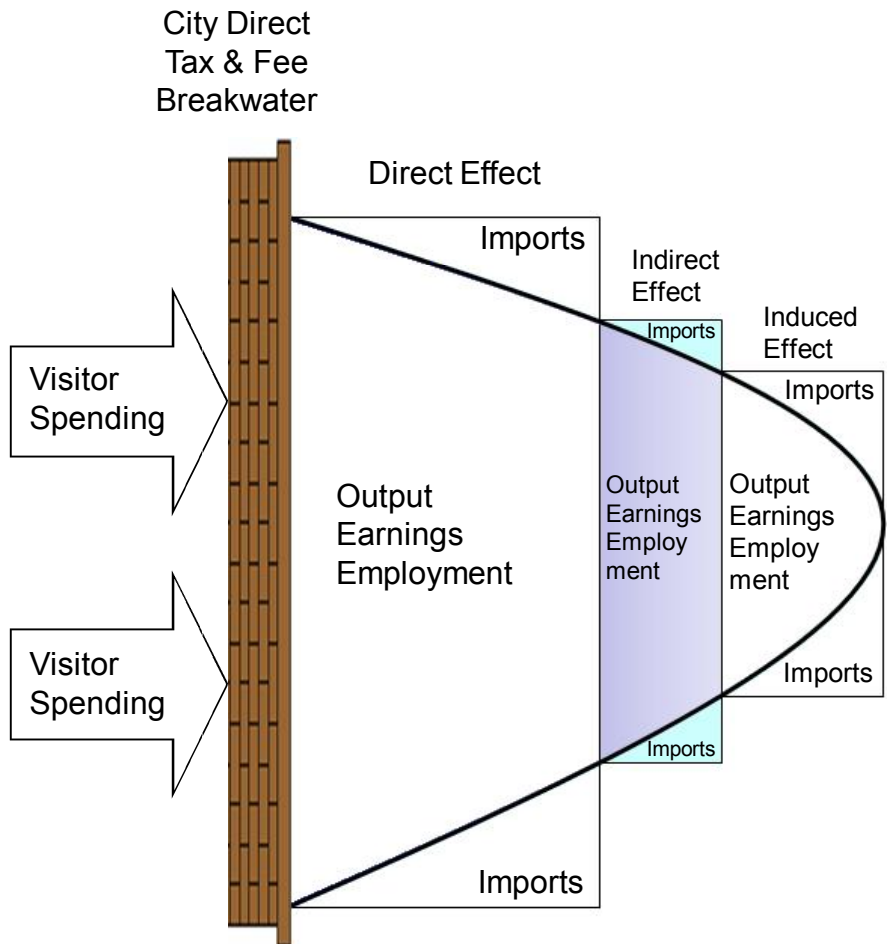 City Direct
Tax & Fee
Breakwater
Direct Effect
Imports
Indirect
Effect
Imports
Induced
Effect
Imports
Visitor
Spending
Output
Earnings
Employment
Output
Earnings
Employ
ment
Output
Earnings
Employ
ment
Visitor
Spending
Imports
Imports
Imports